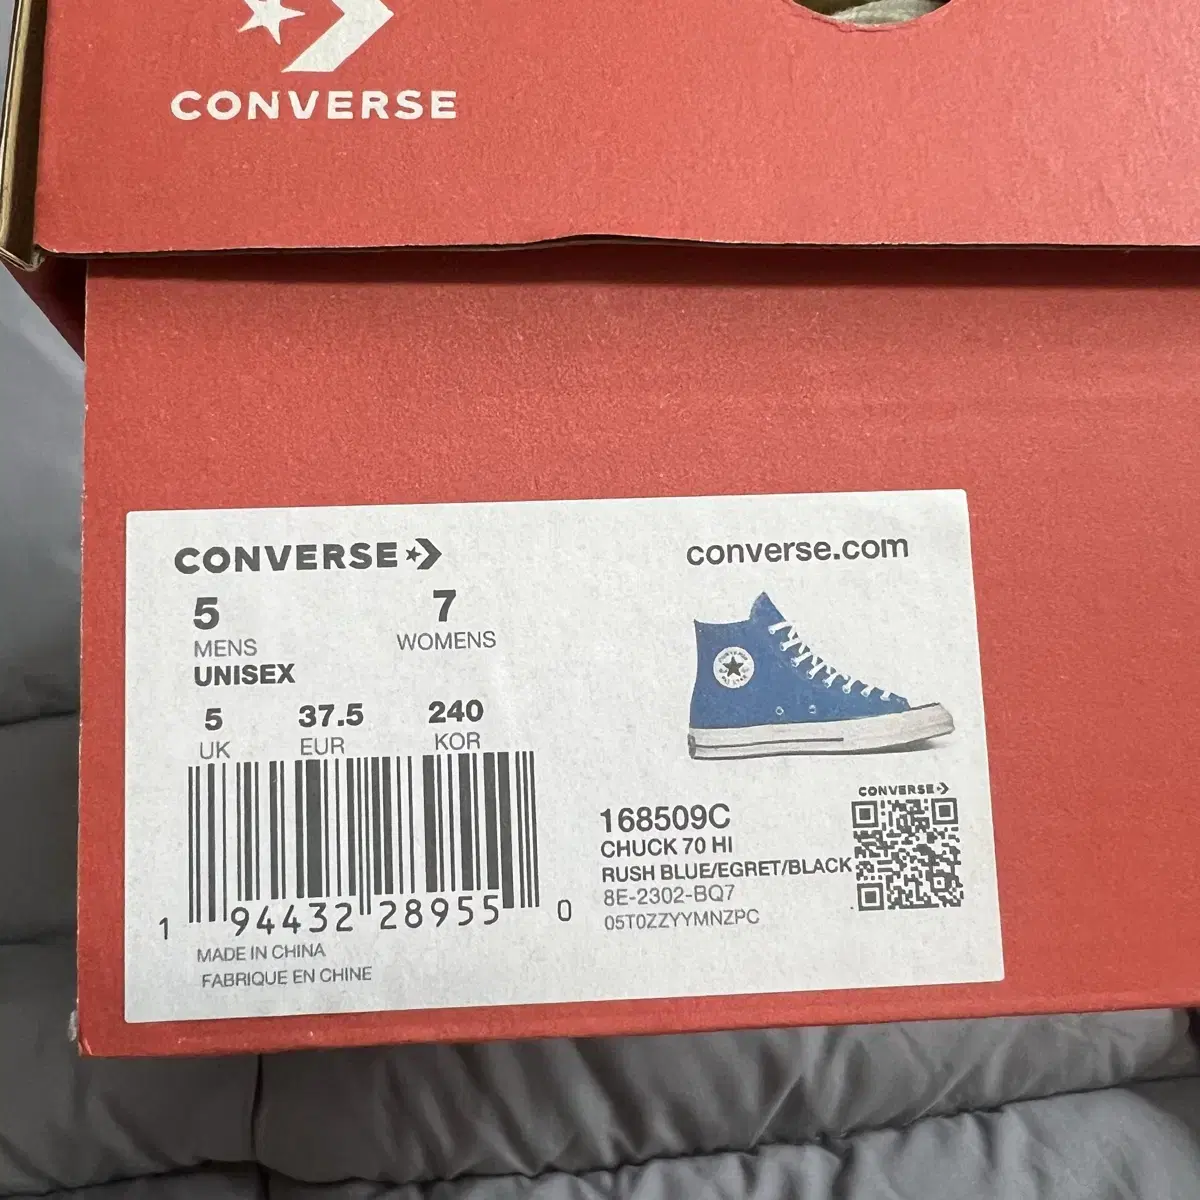 CONVERSE
CONVERSE
converse.com
5 7
MENS WOMENS
UNISEX
5 37.5 240
UK EUR KOR
1 94432 28955 0
MADE IN CHINA
FABRIQUE EN CHINE
CONVERSE
168509C
CHUCK 70 HI
RUSH BLUE/EGRET/BLACK
8E-2302-BQ7
05T0ZZYYMNZPC